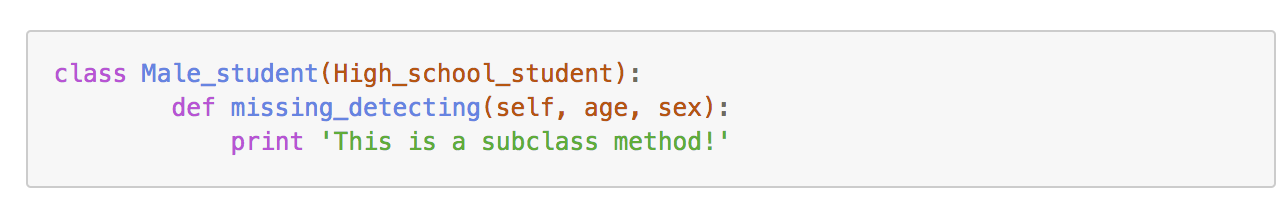 class Male_student(High_school_student):
        def missing_detecting(self, age, sex):
            print 'This is a subclass method!'